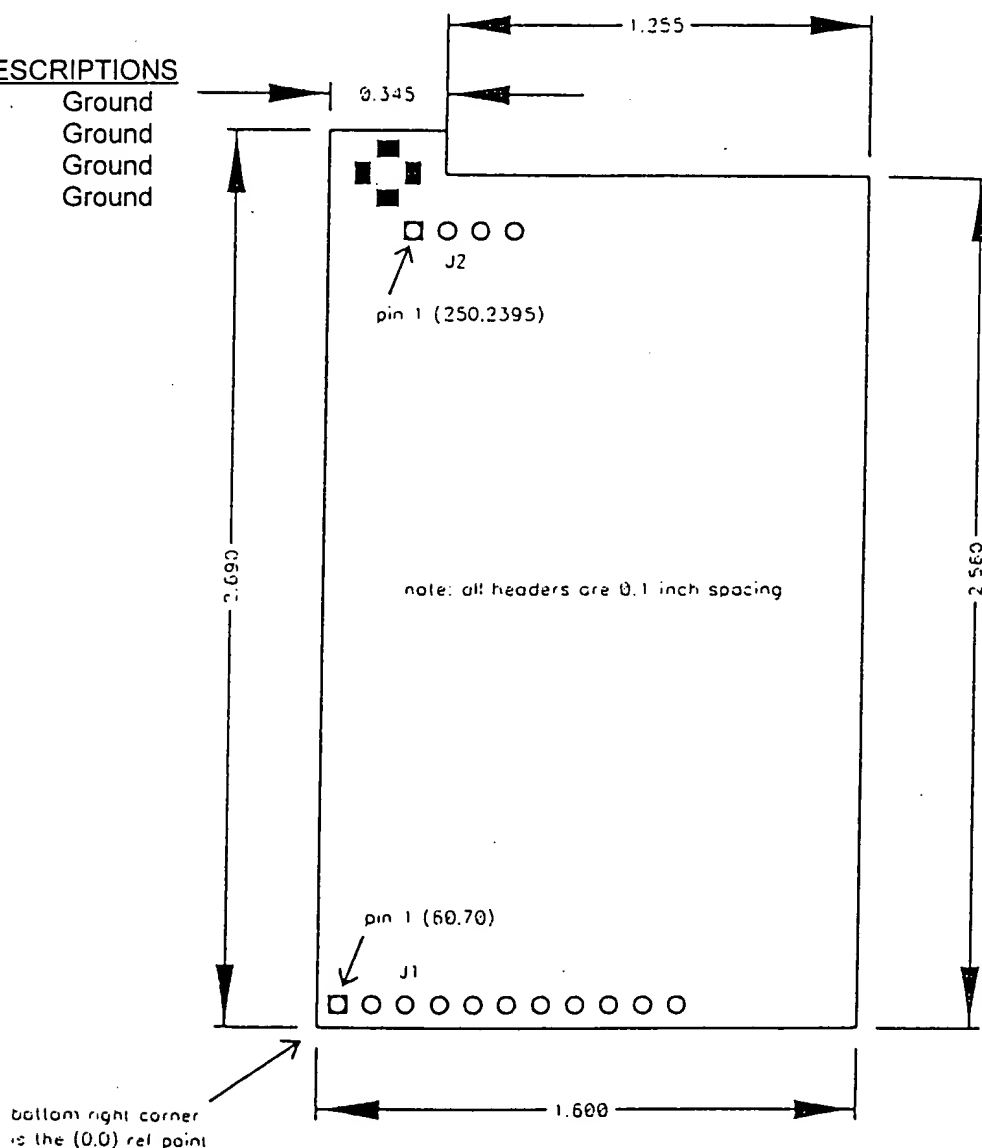 1.255
ESCRIPTIONS
0.345
Ground
Ground
Ground
Ground
J2
pin 1 (250,2395)
2.690
note: all headers are 0.1 inch spacing
2.560
pin 1 (60,70)
J1
1.600
bottom right corner
is the (0,0) ref point